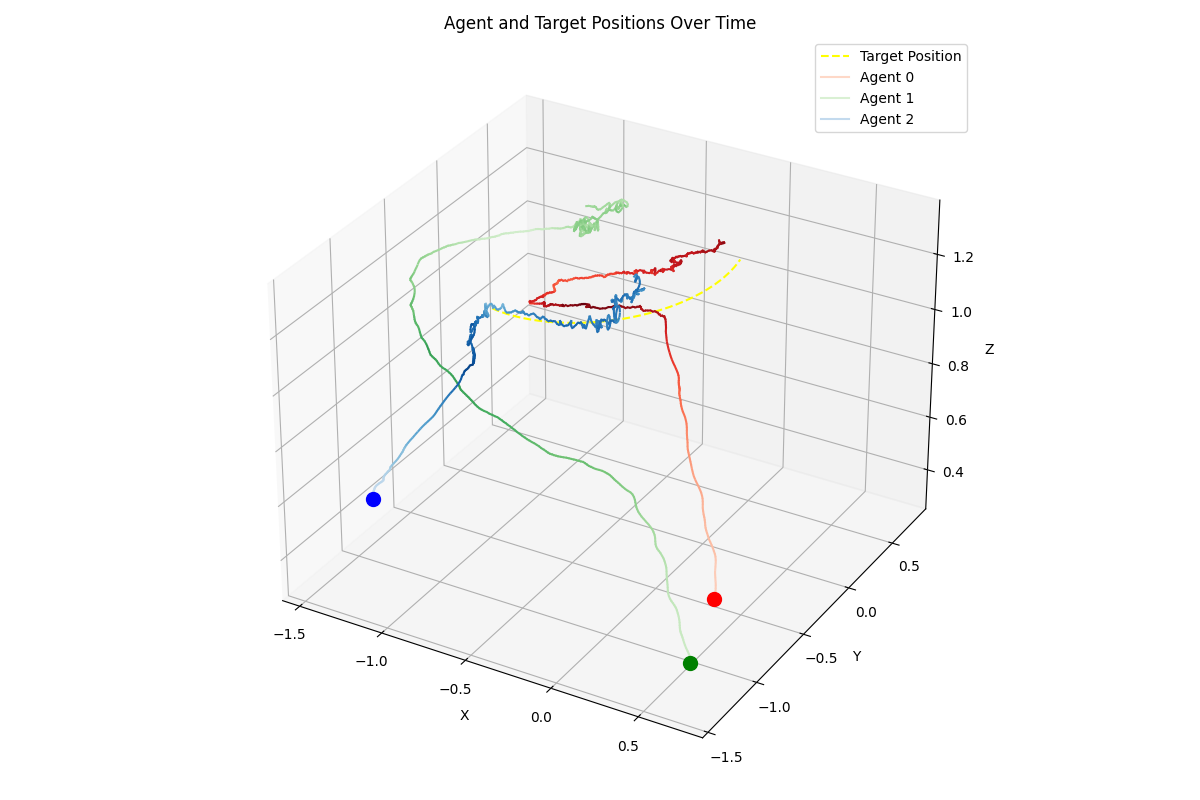 Agent and Target Positions Over Time
Target Position
Agent 0
Agent 1
Agent 2
1.2
1.0
Z
0.8
0.6
0.4
0.5
0.0
−0.5
Y
−1.0
−1.5
−1.5
−1.0
−0.5
X
0.0
0.5